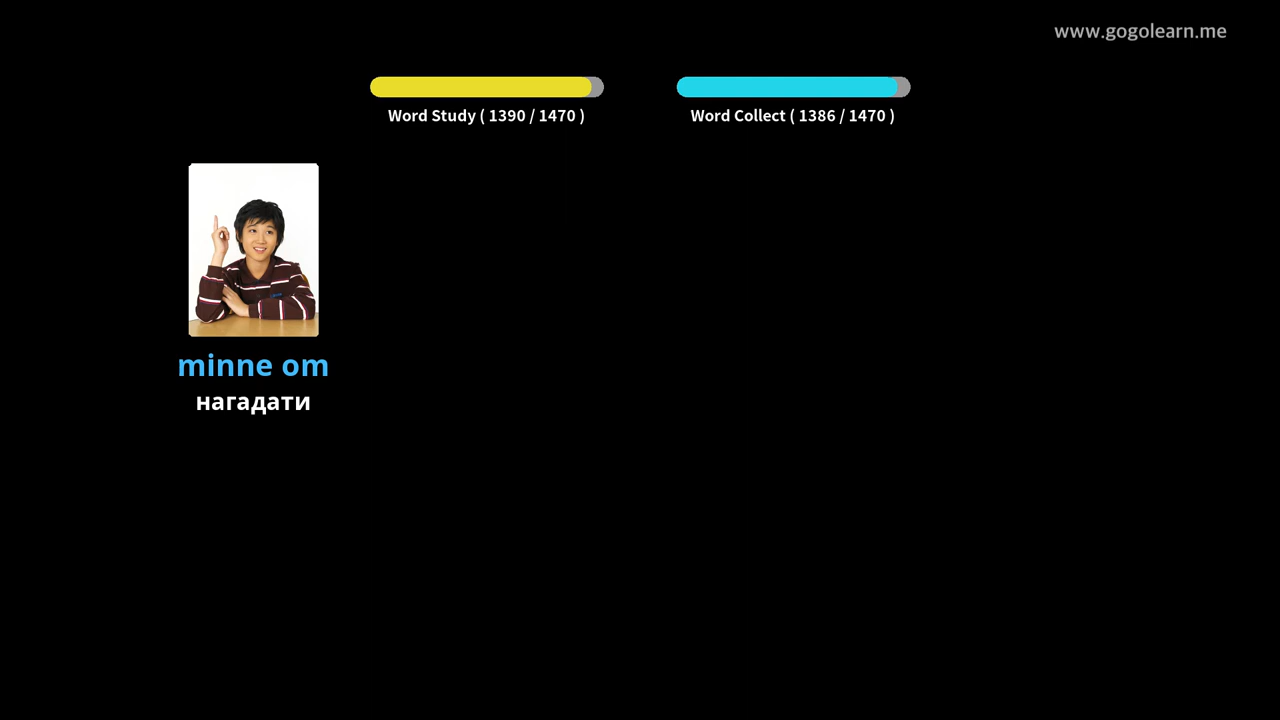 www.gogolearn.me
Word Study ( 1390 / 1470 )
Word Collect ( 1386 / 1470 )
minne om
нагадати